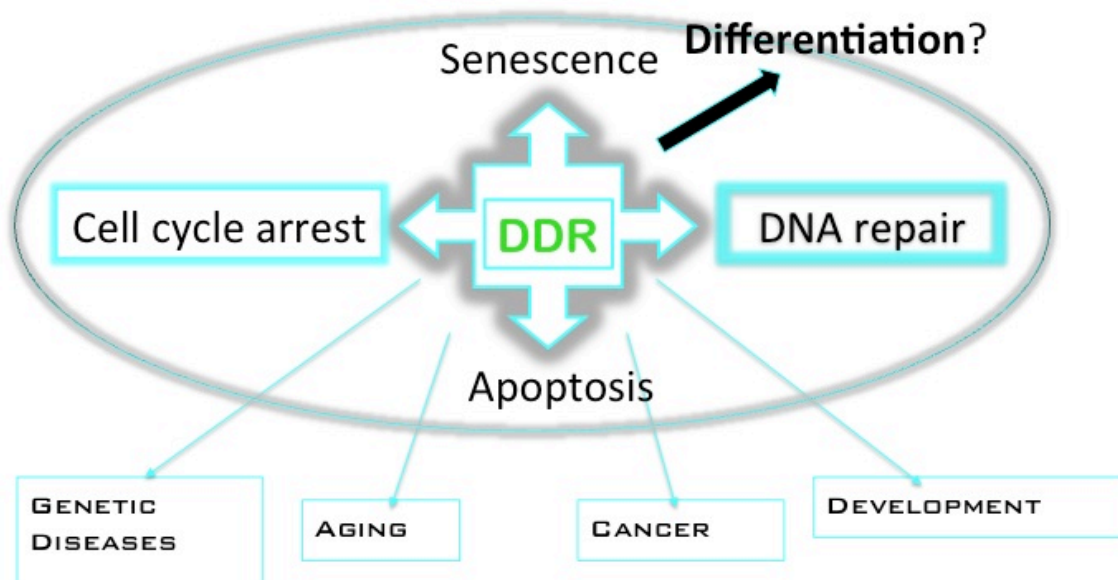 Differentiation?
Senescence
Cell cycle arrest
DDR
DNA repair
Apoptosis
GENETIC
DISEASES
AGING
CANCER
DEVELOPMENT